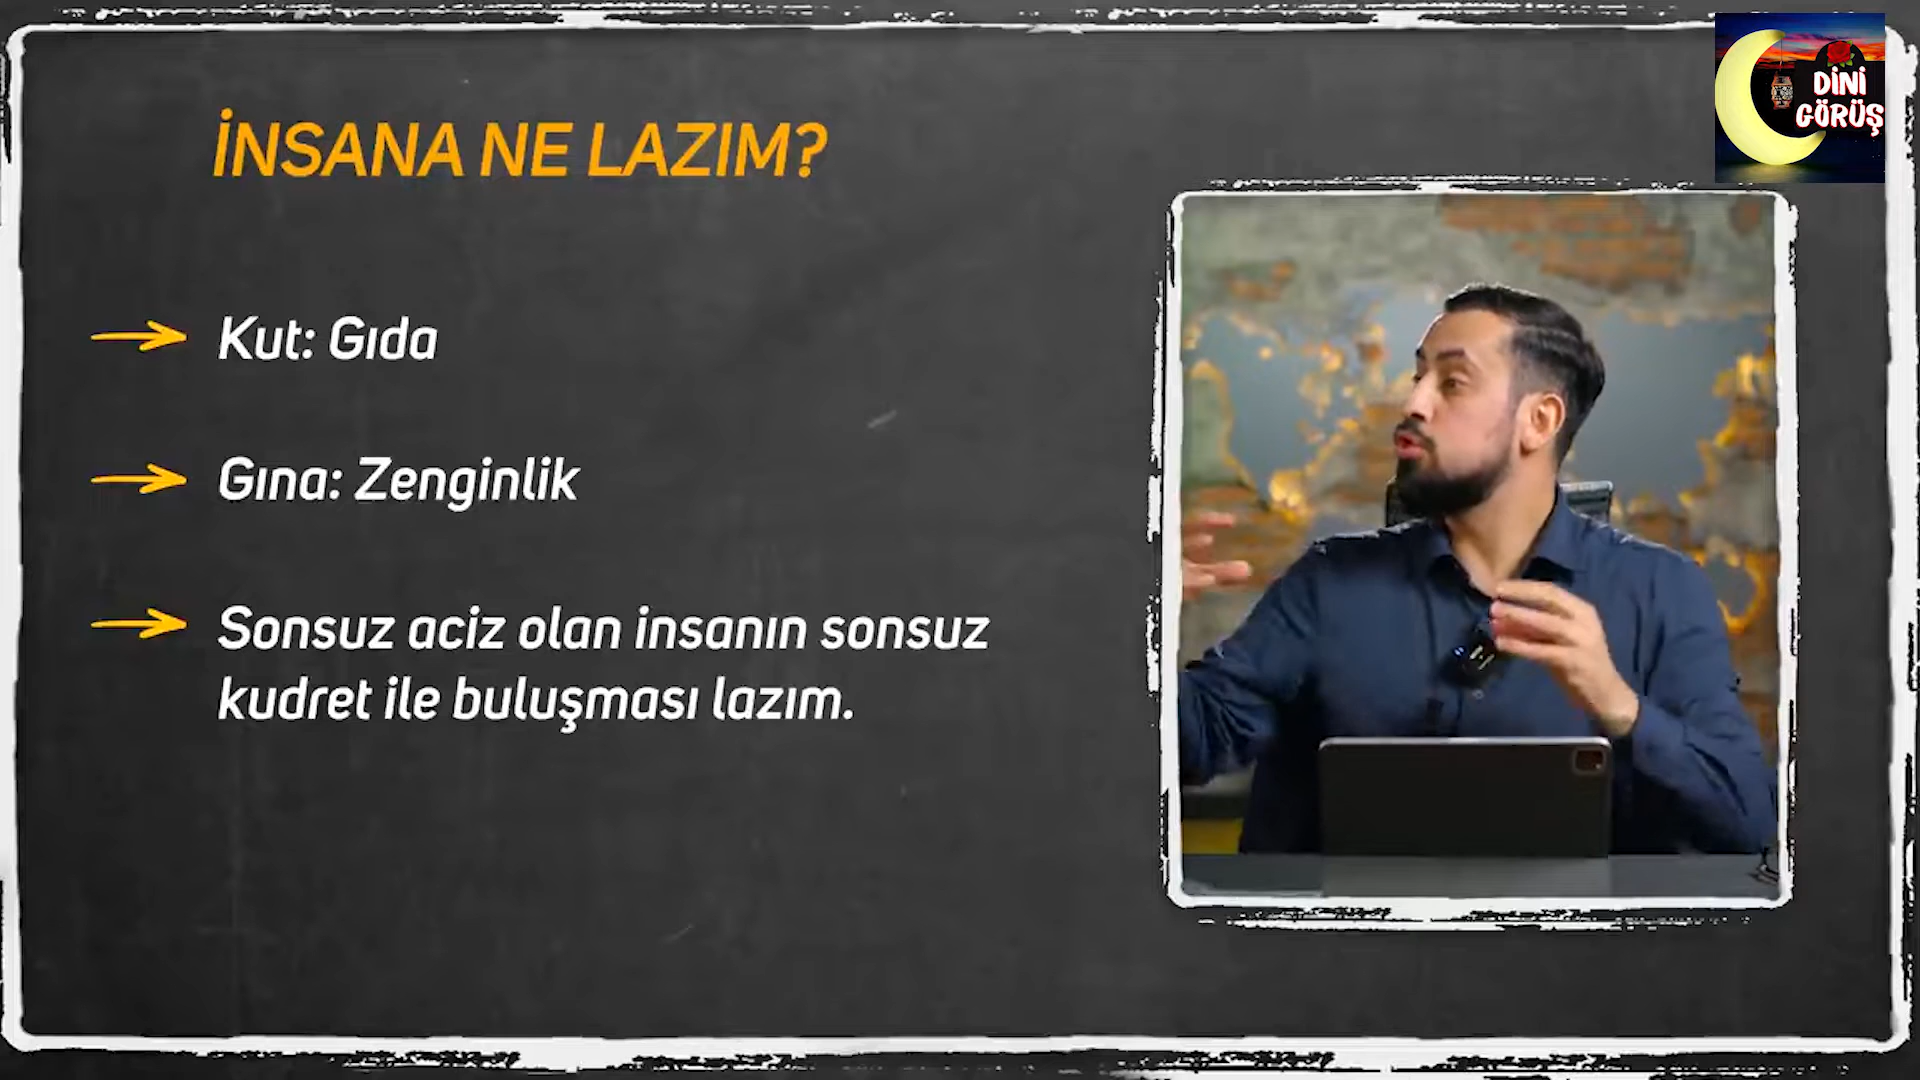 DİNİ
GÖRÜŞ
İNSANA NE LAZIM?
Kut: Gıda
Gına: Zenginlik
Sonsuz aciz olan insanın sonsuz
kudret ile buluşması lazım.